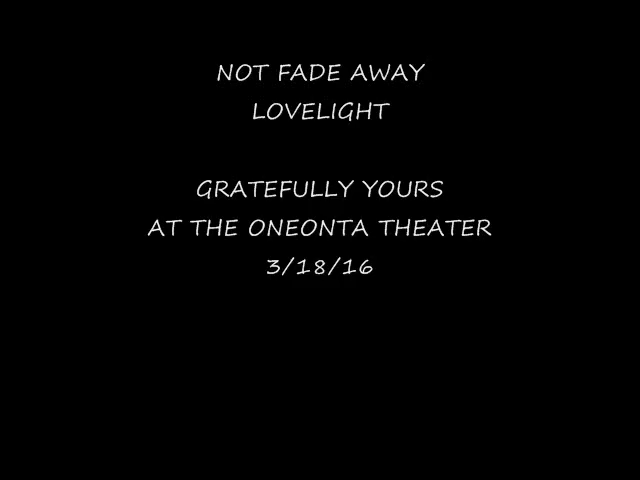 NOT FADE AWAY
LOVELIGHT
GRATEFULLY YOURS
AT THE ONEONTA THEATER
3/18/16